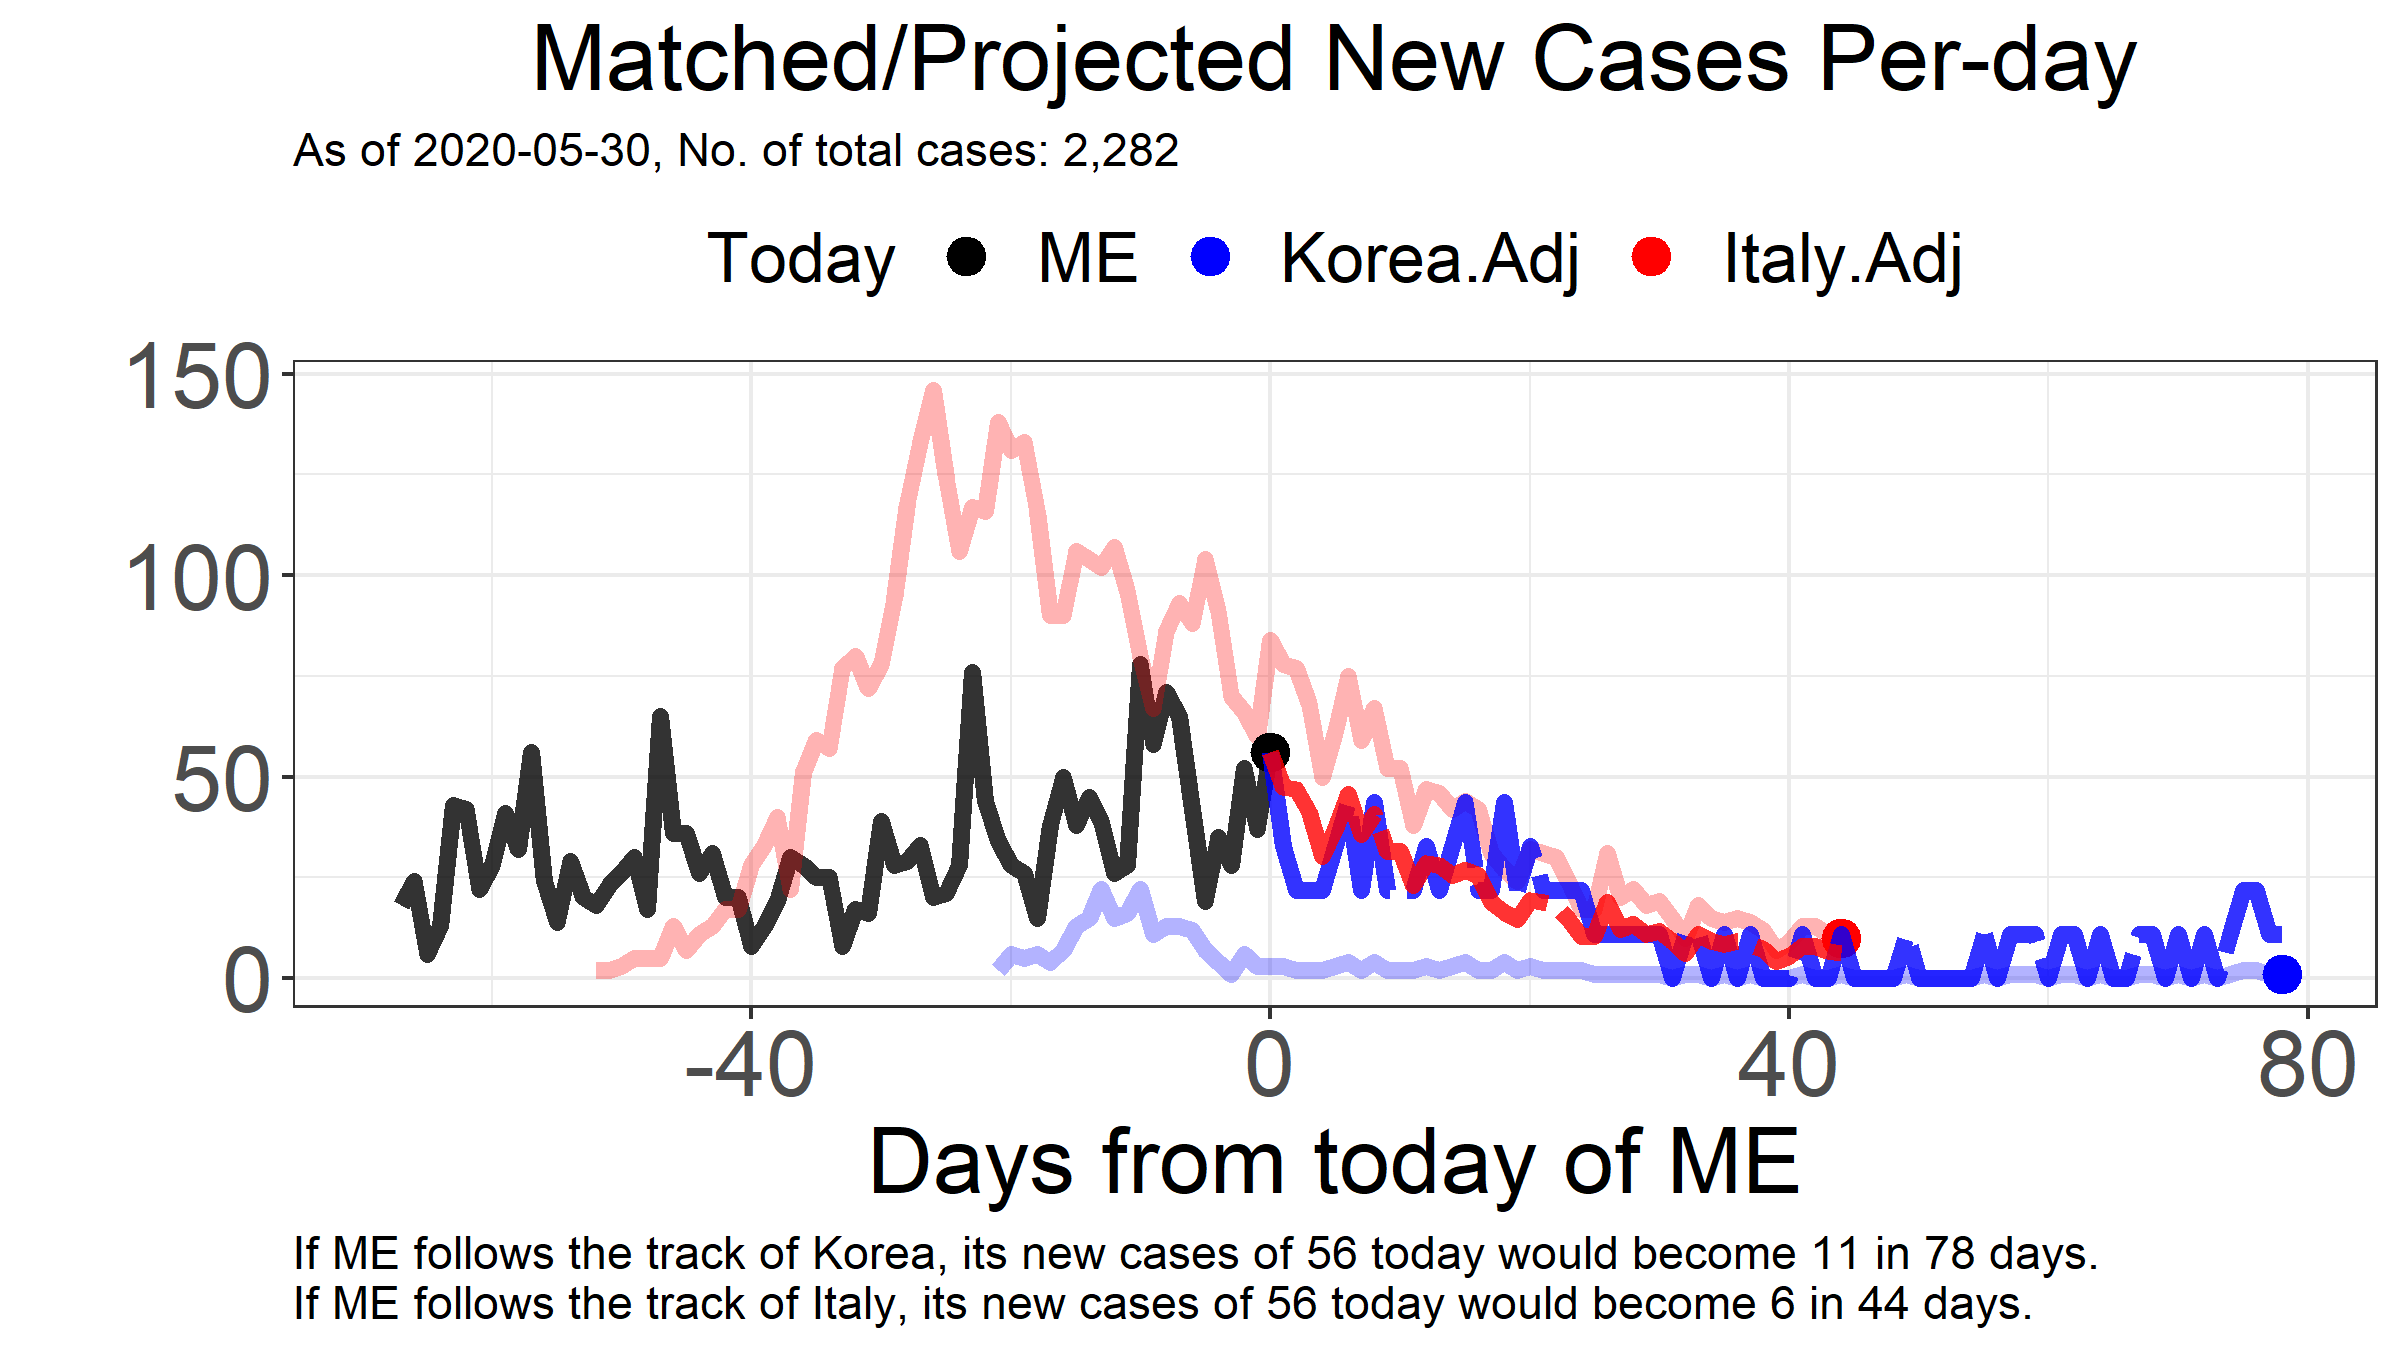 Matched/Projected New Cases Per-day
As of 2020-05-30, No. of total cases: 2,282
Today ME Korea.Adj Italy.Adj
150
100
50
0
-40 0 40 80
Days from today of ME
If ME follows the track of Korea, its new cases of 56 today would become 11 in 78 days.
If ME follows the track of Italy, its new cases of 56 today would become 6 in 44 days.